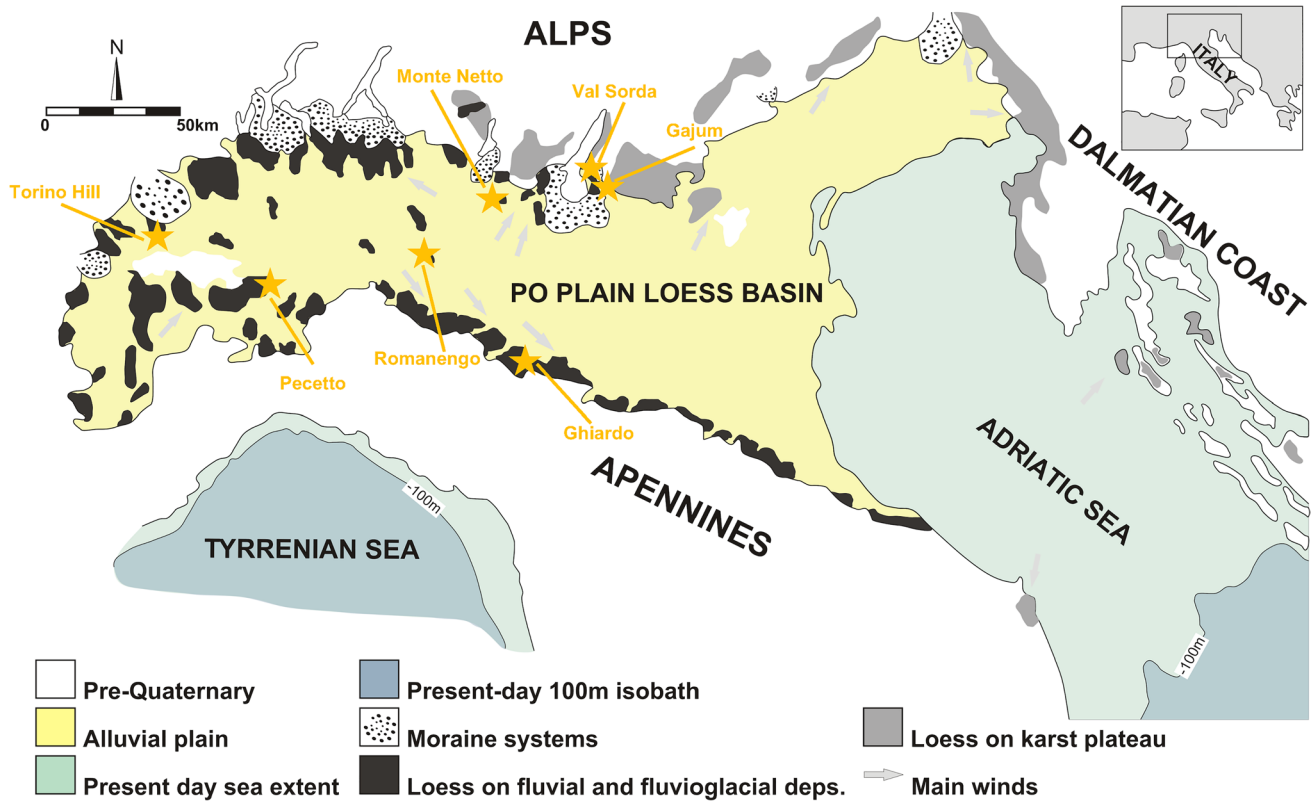 ALPS
ITALY
N
0
50km
Monte Netto
Val Sorda
Gajum
Torino Hill
DALMATIAN COAST
PO PLAIN LOESS BASIN
Romanengo
Pecetto
Ghiardo
ADRIATIC SEA
APENNINES
-100m
TYRRENIAN SEA
-100m
Pre-Quaternary
Present-day 100m isobath
Alluvial plain
Moraine systems
Loess on karst plateau
Present day sea extent
Loess on fluvial and fluvioglacial deps.
Main winds